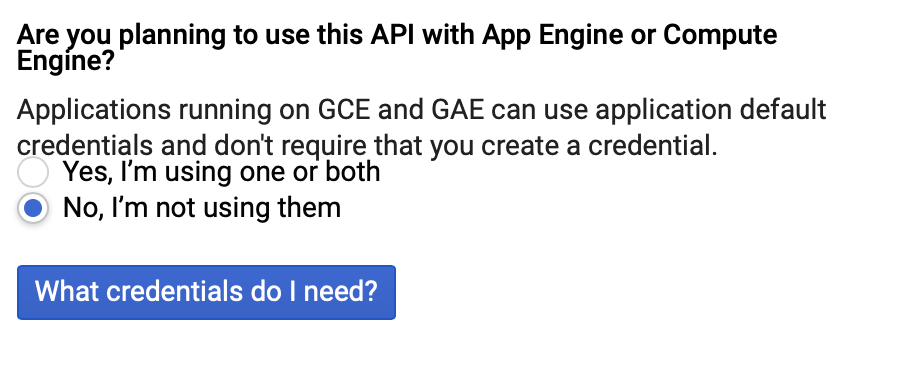 Are you planning to use this API with App Engine or Compute
Engine?
Applications running on GCE and GAE can use application default
credentials and don't require that you create a credential.
Yes, I’m using one or both
No, I’m not using them
What credentials do I need?